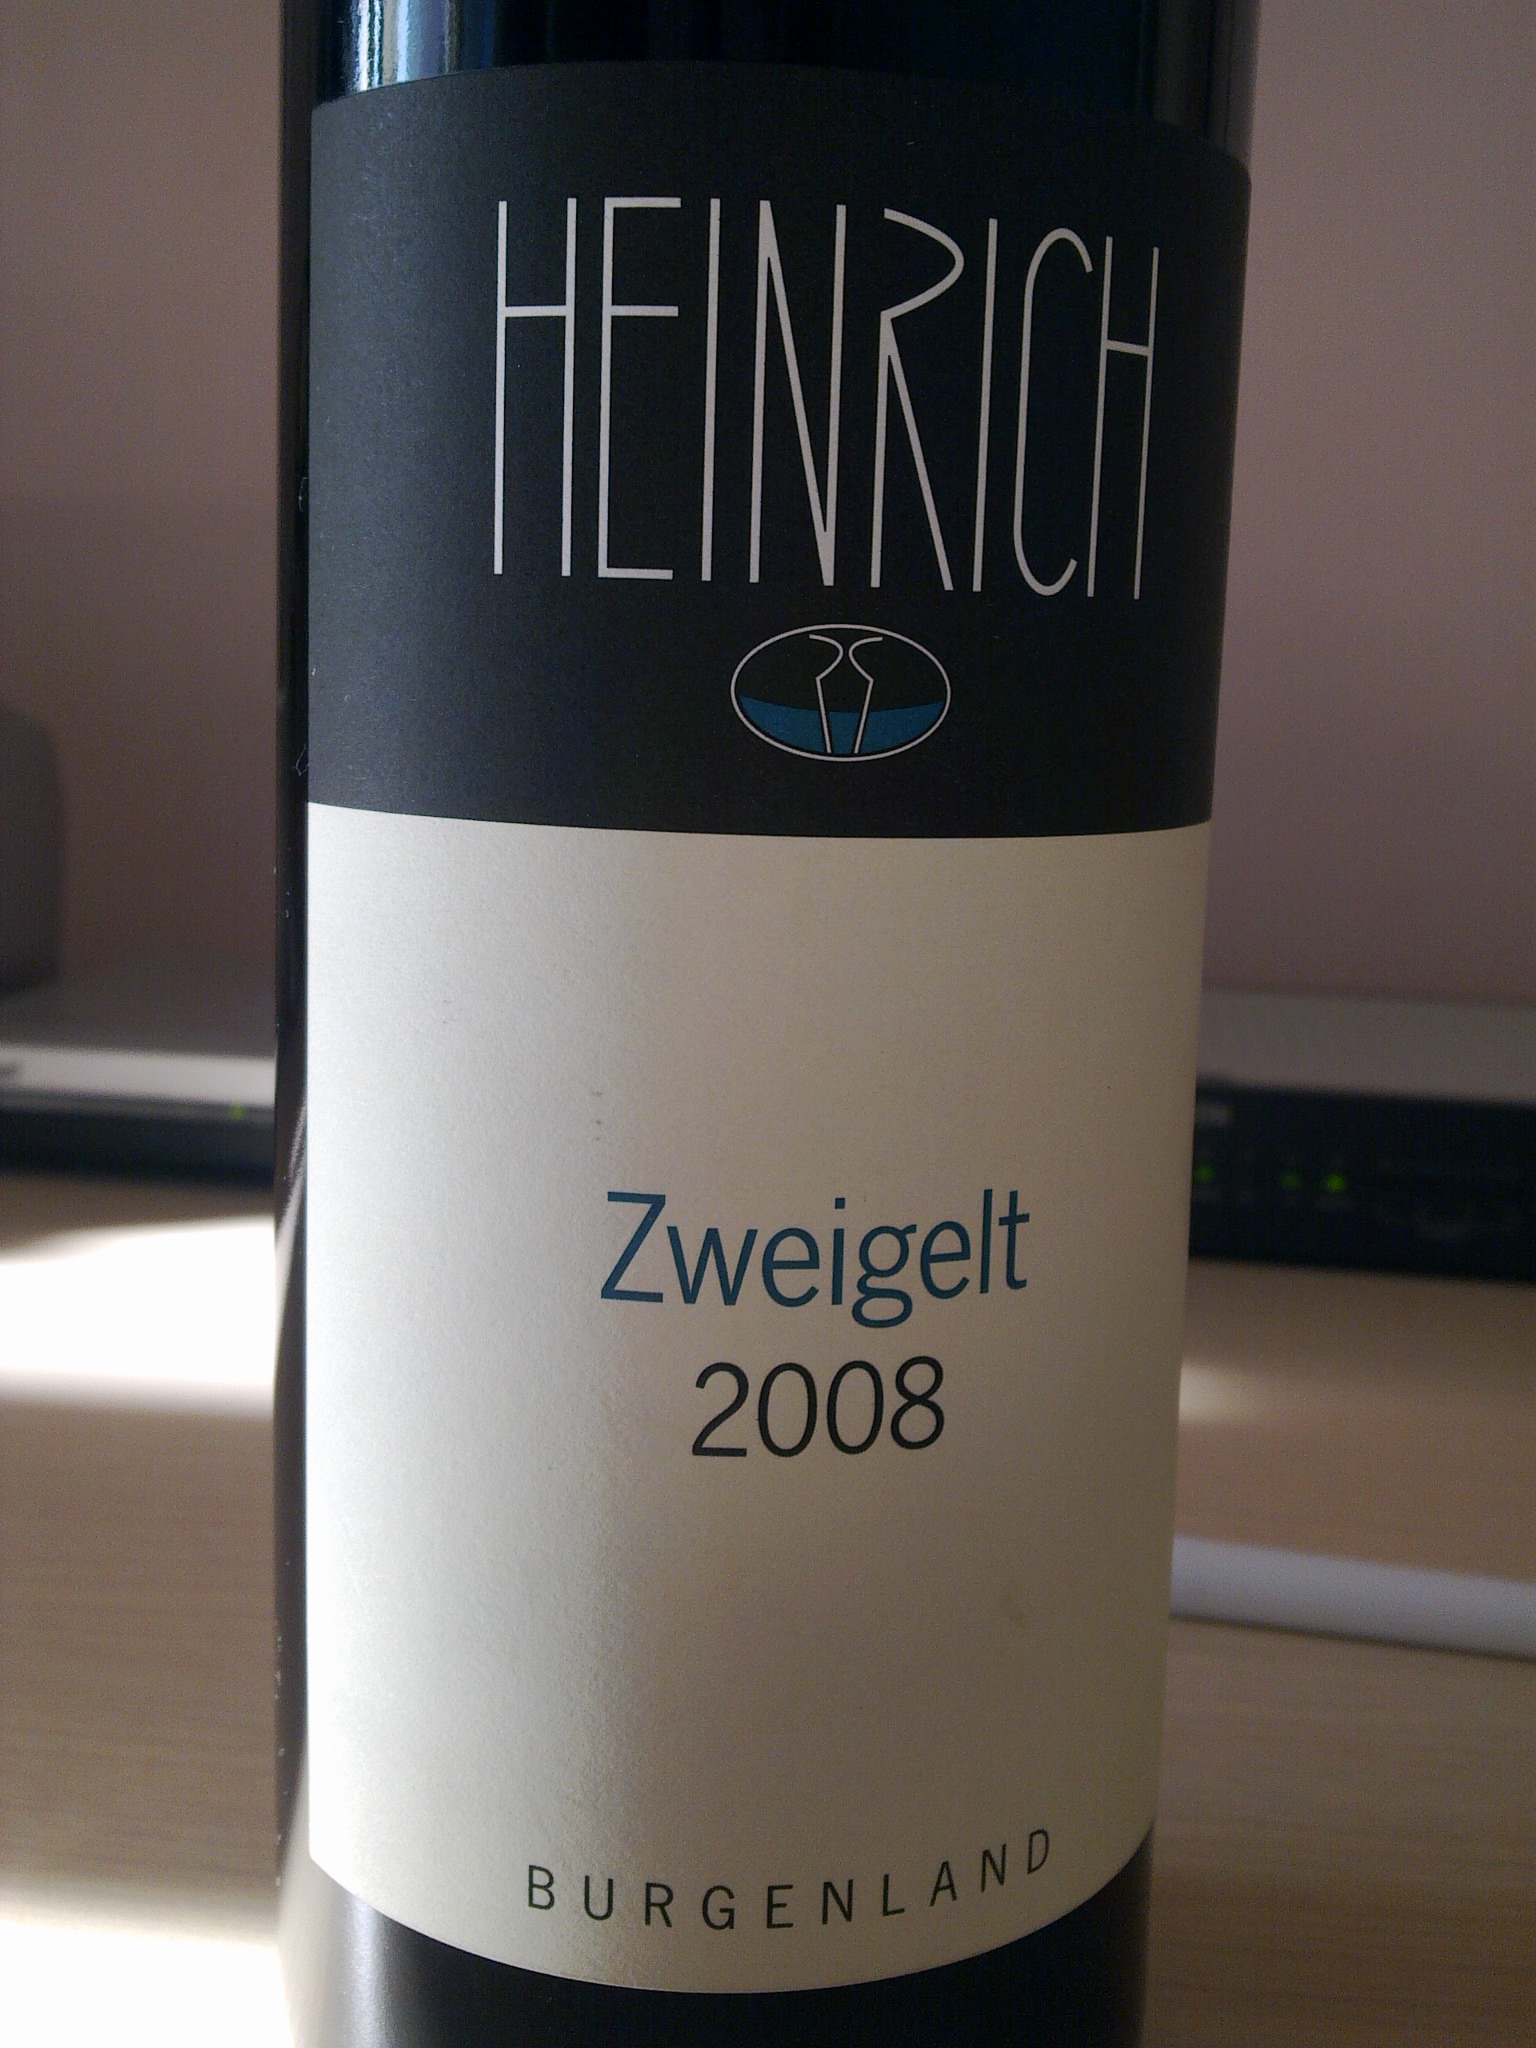 HEINRICH
Zweigelt
2008
BURGENLAND